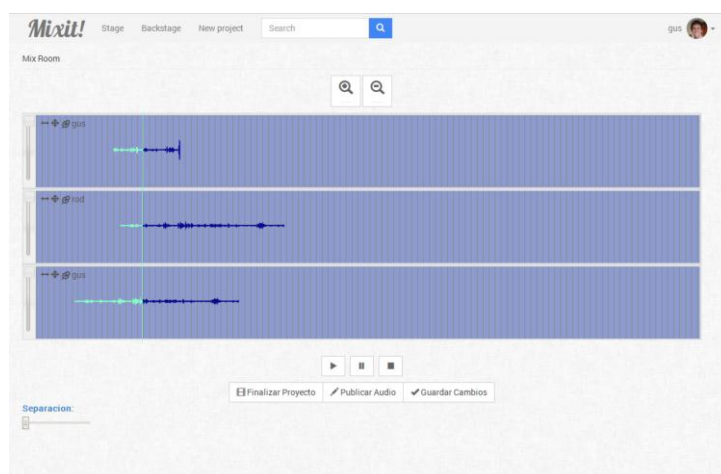 Mixit! Stage Backstage New project Search gus
Mix Room
gus
rod
gus
Finalizar Proyecto Publicar Audio Guardar Cambios
Separacion: